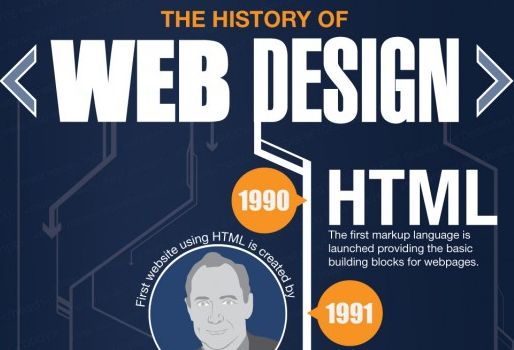 THE HISTORY OF
WEB DESIGN
1990
HTML
The first markup language is
launched providing the basic
building blocks for webpages.
First website using HTML is created by
1991